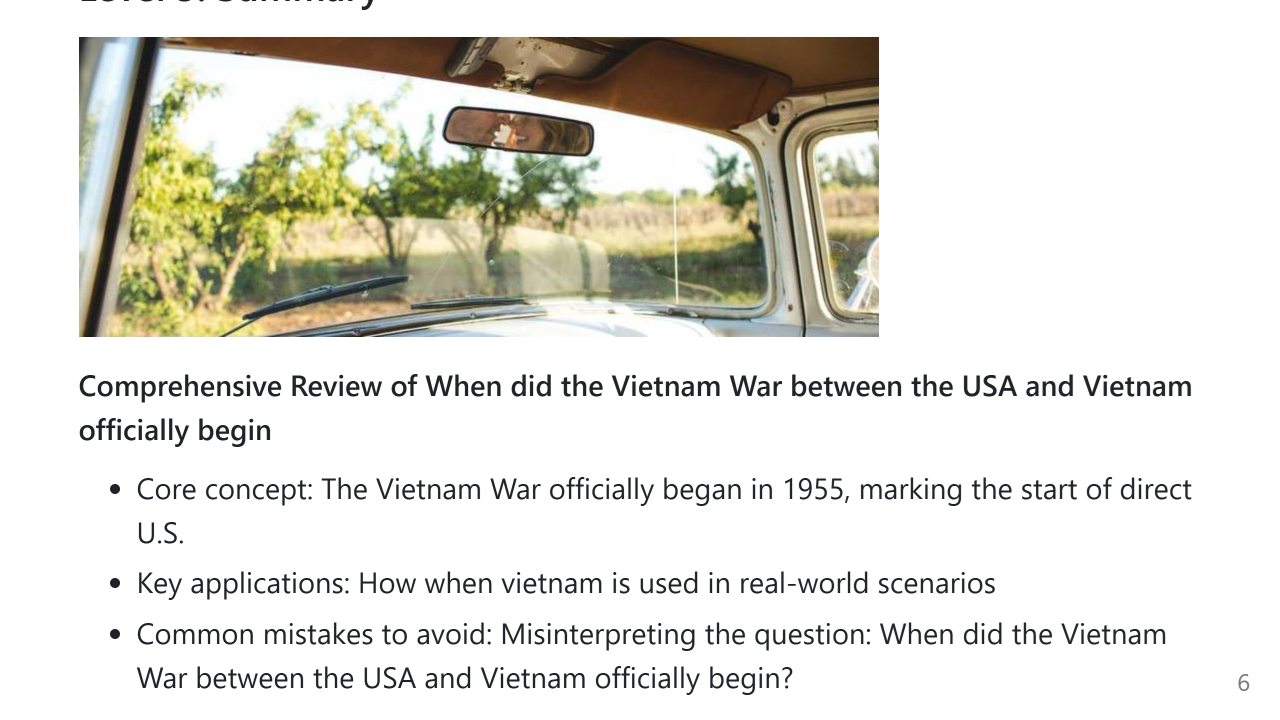 Comprehensive Review of When did the Vietnam War between the USA and Vietnam
officially begin
• Core concept: The Vietnam War officially began in 1955, marking the start of direct
U.S.
• Key applications: How when vietnam is used in real-world scenarios
• Common mistakes to avoid: Misinterpreting the question: When did the Vietnam
War between the USA and Vietnam officially begin?
6